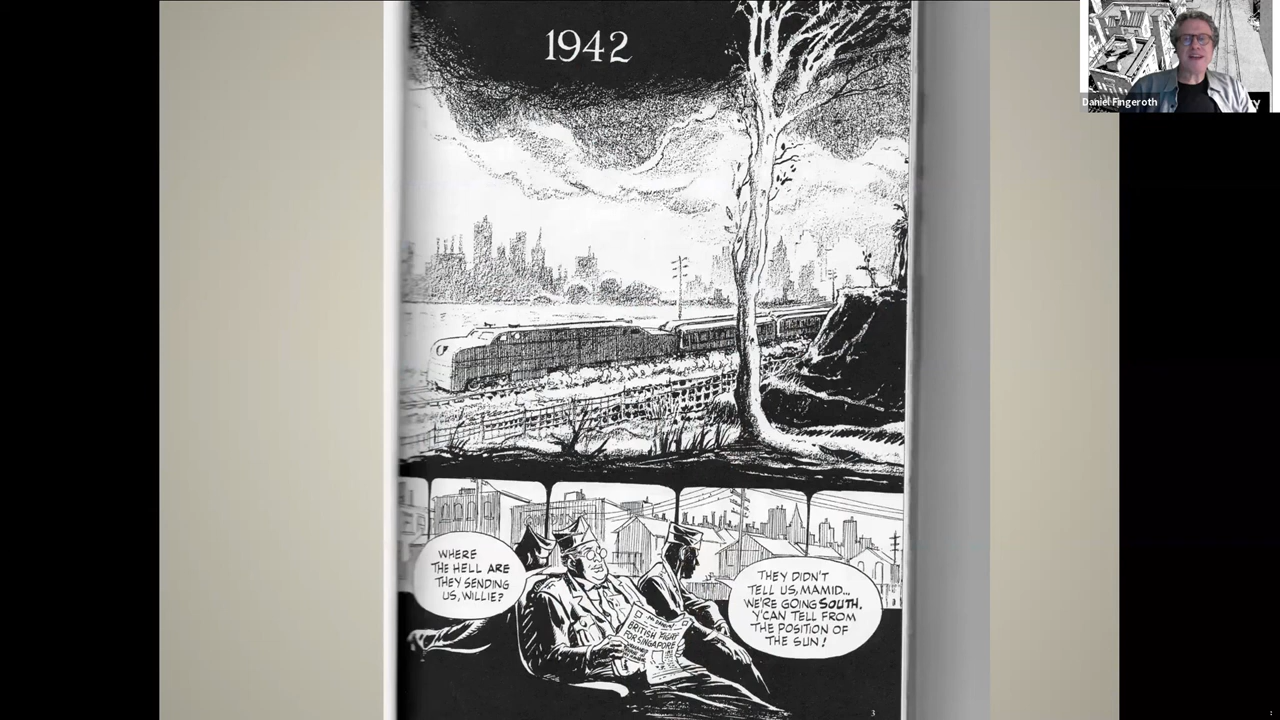 1942
Daniel Fingeroth
WHERE
THE HELL ARE
THEY SENDING
US, WILLIE?
BRITISH FIGHT
FOR SINGAPORE
THEY DIDN'T
TELL US, MAMID...
WE'RE GOING SOUTH.
Y'CAN TELL FROM
THE POSITION OF
THE SUN!
3